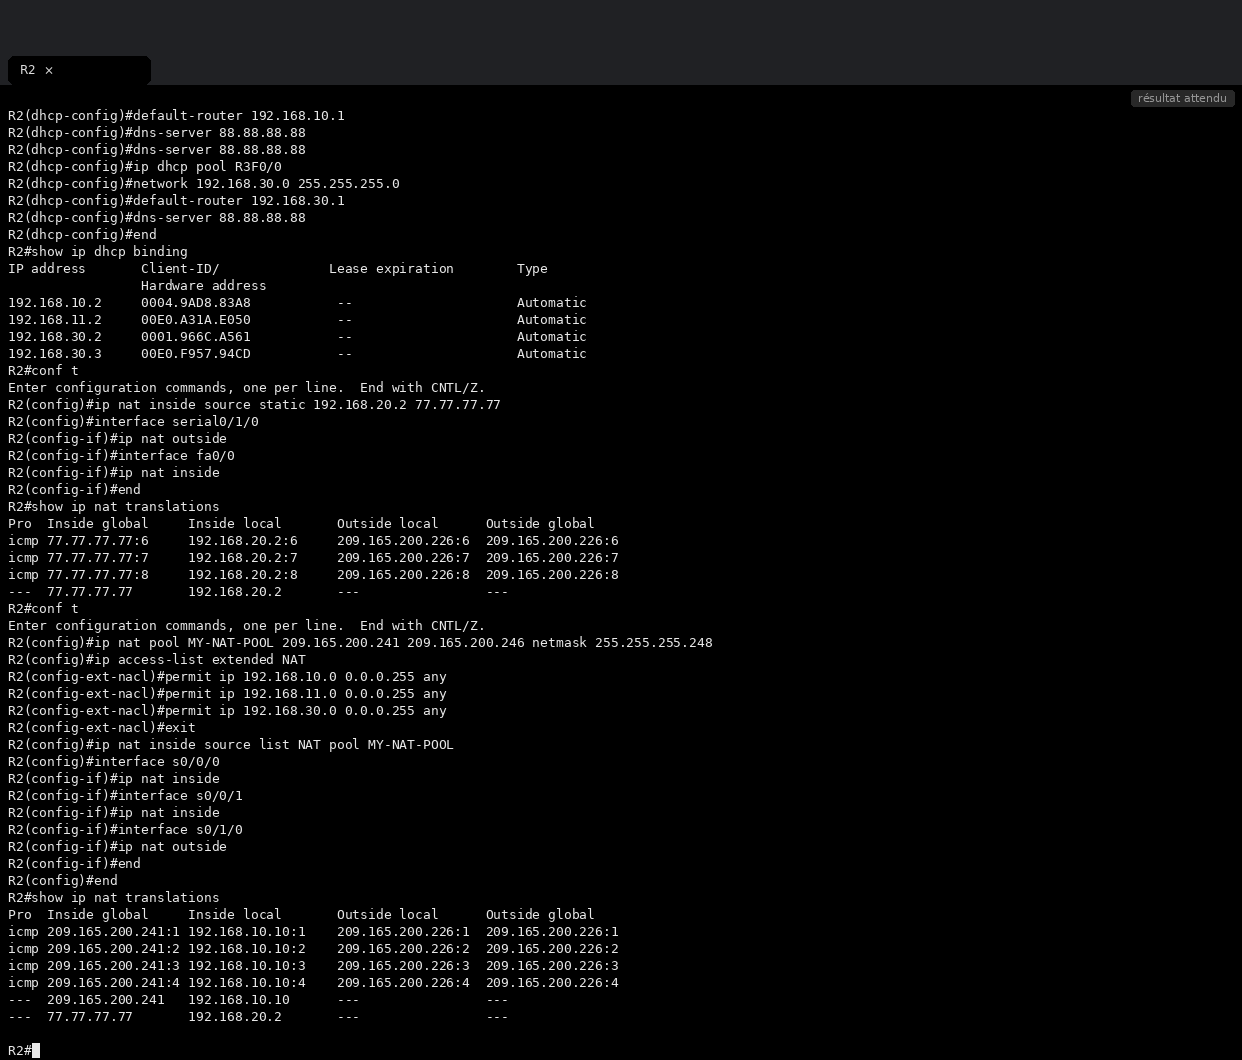 R2 ×
résultat attendu
R2(dhcp-config)#default-router 192.168.10.1
R2(dhcp-config)#dns-server 88.88.88.88
R2(dhcp-config)#dns-server 88.88.88.88
R2(dhcp-config)#ip dhcp pool R3F0/0
R2(dhcp-config)#network 192.168.30.0 255.255.255.0
R2(dhcp-config)#default-router 192.168.30.1
R2(dhcp-config)#dns-server 88.88.88.88
R2(dhcp-config)#end
R2#show ip dhcp binding
IP address       Client-ID/              Lease expiration        Type
                 Hardware address
192.168.10.2     0004.9AD8.83A8           --                     Automatic
192.168.11.2     00E0.A31A.E050           --                     Automatic
192.168.30.2     0001.966C.A561           --                     Automatic
192.168.30.3     00E0.F957.94CD           --                     Automatic
R2#conf t
Enter configuration commands, one per line.  End with CNTL/Z.
R2(config)#ip nat inside source static 192.168.20.2 77.77.77.77
R2(config)#interface serial0/1/0
R2(config-if)#ip nat outside
R2(config-if)#interface fa0/0
R2(config-if)#ip nat inside
R2(config-if)#end
R2#show ip nat translations
Pro  Inside global     Inside local       Outside local      Outside global
icmp 77.77.77.77:6     192.168.20.2:6     209.165.200.226:6  209.165.200.226:6
icmp 77.77.77.77:7     192.168.20.2:7     209.165.200.226:7  209.165.200.226:7
icmp 77.77.77.77:8     192.168.20.2:8     209.165.200.226:8  209.165.200.226:8
---  77.77.77.77       192.168.20.2       ---                ---
R2#conf t
Enter configuration commands, one per line.  End with CNTL/Z.
R2(config)#ip nat pool MY-NAT-POOL 209.165.200.241 209.165.200.246 netmask 255.255.255.248
R2(config)#ip access-list extended NAT
R2(config-ext-nacl)#permit ip 192.168.10.0 0.0.0.255 any
R2(config-ext-nacl)#permit ip 192.168.11.0 0.0.0.255 any
R2(config-ext-nacl)#permit ip 192.168.30.0 0.0.0.255 any
R2(config-ext-nacl)#exit
R2(config)#ip nat inside source list NAT pool MY-NAT-POOL
R2(config)#interface s0/0/0
R2(config-if)#ip nat inside
R2(config-if)#interface s0/0/1
R2(config-if)#ip nat inside
R2(config-if)#interface s0/1/0
R2(config-if)#ip nat outside
R2(config-if)#end
R2(config)#end
R2#show ip nat translations
Pro  Inside global     Inside local       Outside local      Outside global
icmp 209.165.200.241:1 192.168.10.10:1    209.165.200.226:1  209.165.200.226:1
icmp 209.165.200.241:2 192.168.10.10:2    209.165.200.226:2  209.165.200.226:2
icmp 209.165.200.241:3 192.168.10.10:3    209.165.200.226:3  209.165.200.226:3
icmp 209.165.200.241:4 192.168.10.10:4    209.165.200.226:4  209.165.200.226:4
---  209.165.200.241   192.168.10.10      ---                ---
---  77.77.77.77       192.168.20.2       ---                ---
R2#